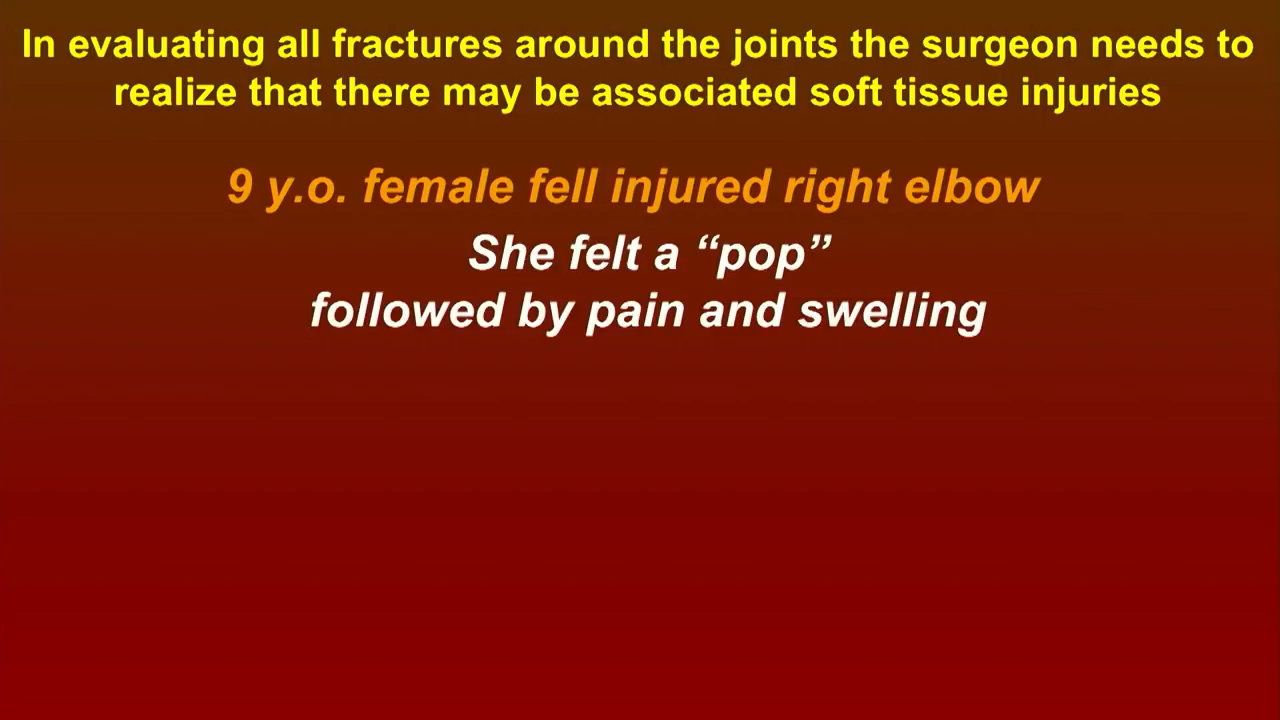 In evaluating all fractures around the joints the surgeon needs to
realize that there may be associated soft tissue injuries
9 y.o. female fell injured right elbow
She felt a “pop”
followed by pain and swelling